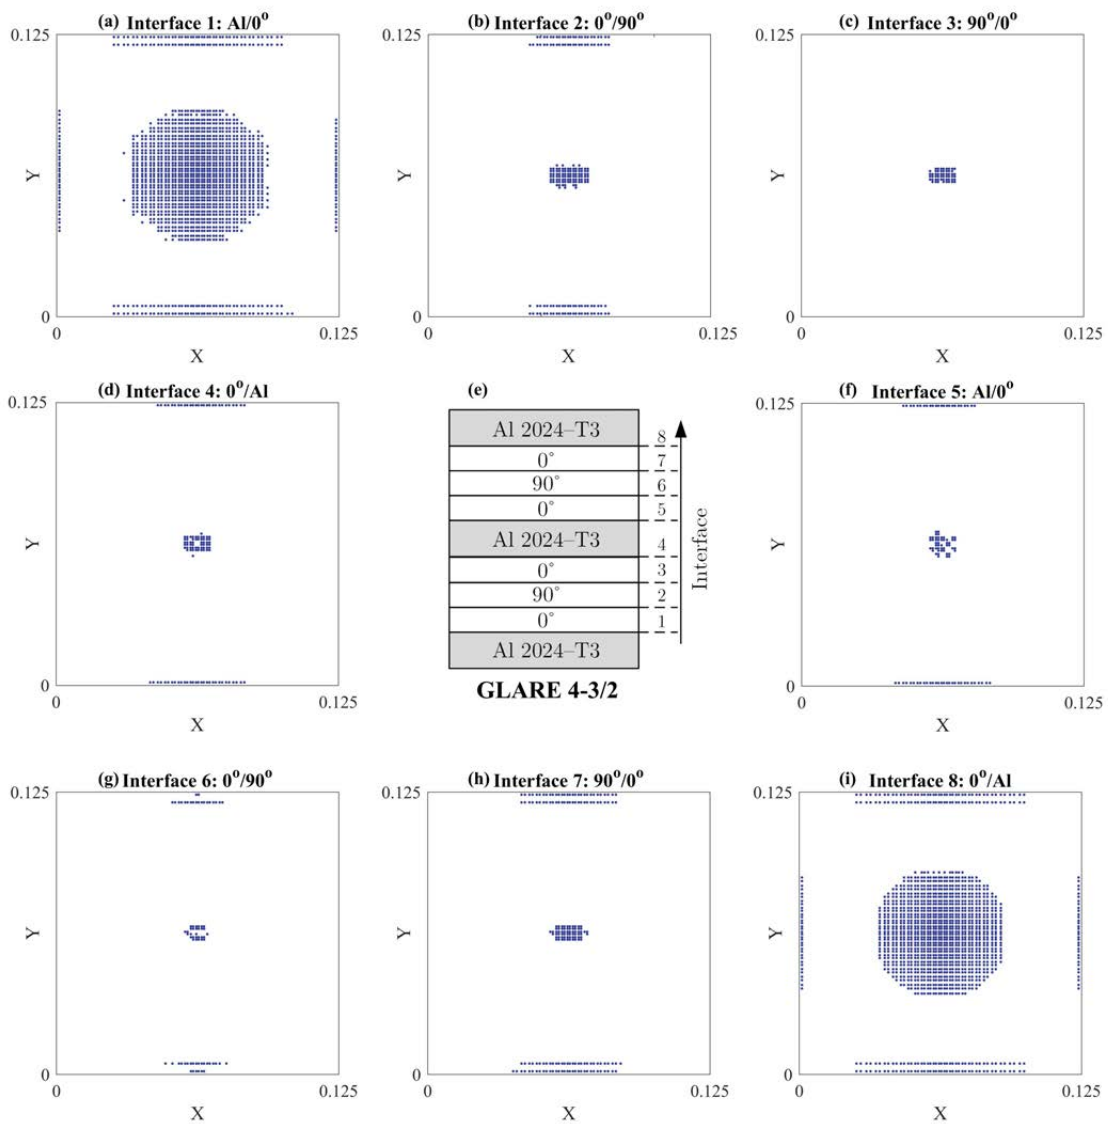 (a) Interface 1: Al/0° (b) Interface 2: 0°/90° (c) Interface 3: 90°/0°
0.125 0.125 0.125
Y Y Y
0 0 0
0 0.125 0 0.125 0 0.125
X X X
(d) Interface 4: 0°/Al (e) (f) Interface 5: Al/0°
0.125 0.125
Al 2024–T3 8
0° 7
90° 6
0° 5
Y Al 2024–T3 4 Interface Y
0° 3
90° 2
0° 1
Al 2024–T3
0 GLARE 4-3/2 0
0 0.125 0 0.125
X X
(g) Interface 6: 0°/90° (h) Interface 7: 90°/0° (i) Interface 8: 0°/Al
0.125 0.125 0.125
Y Y Y
0 0 0
0 0.125 0 0.125 0 0.125
X X X